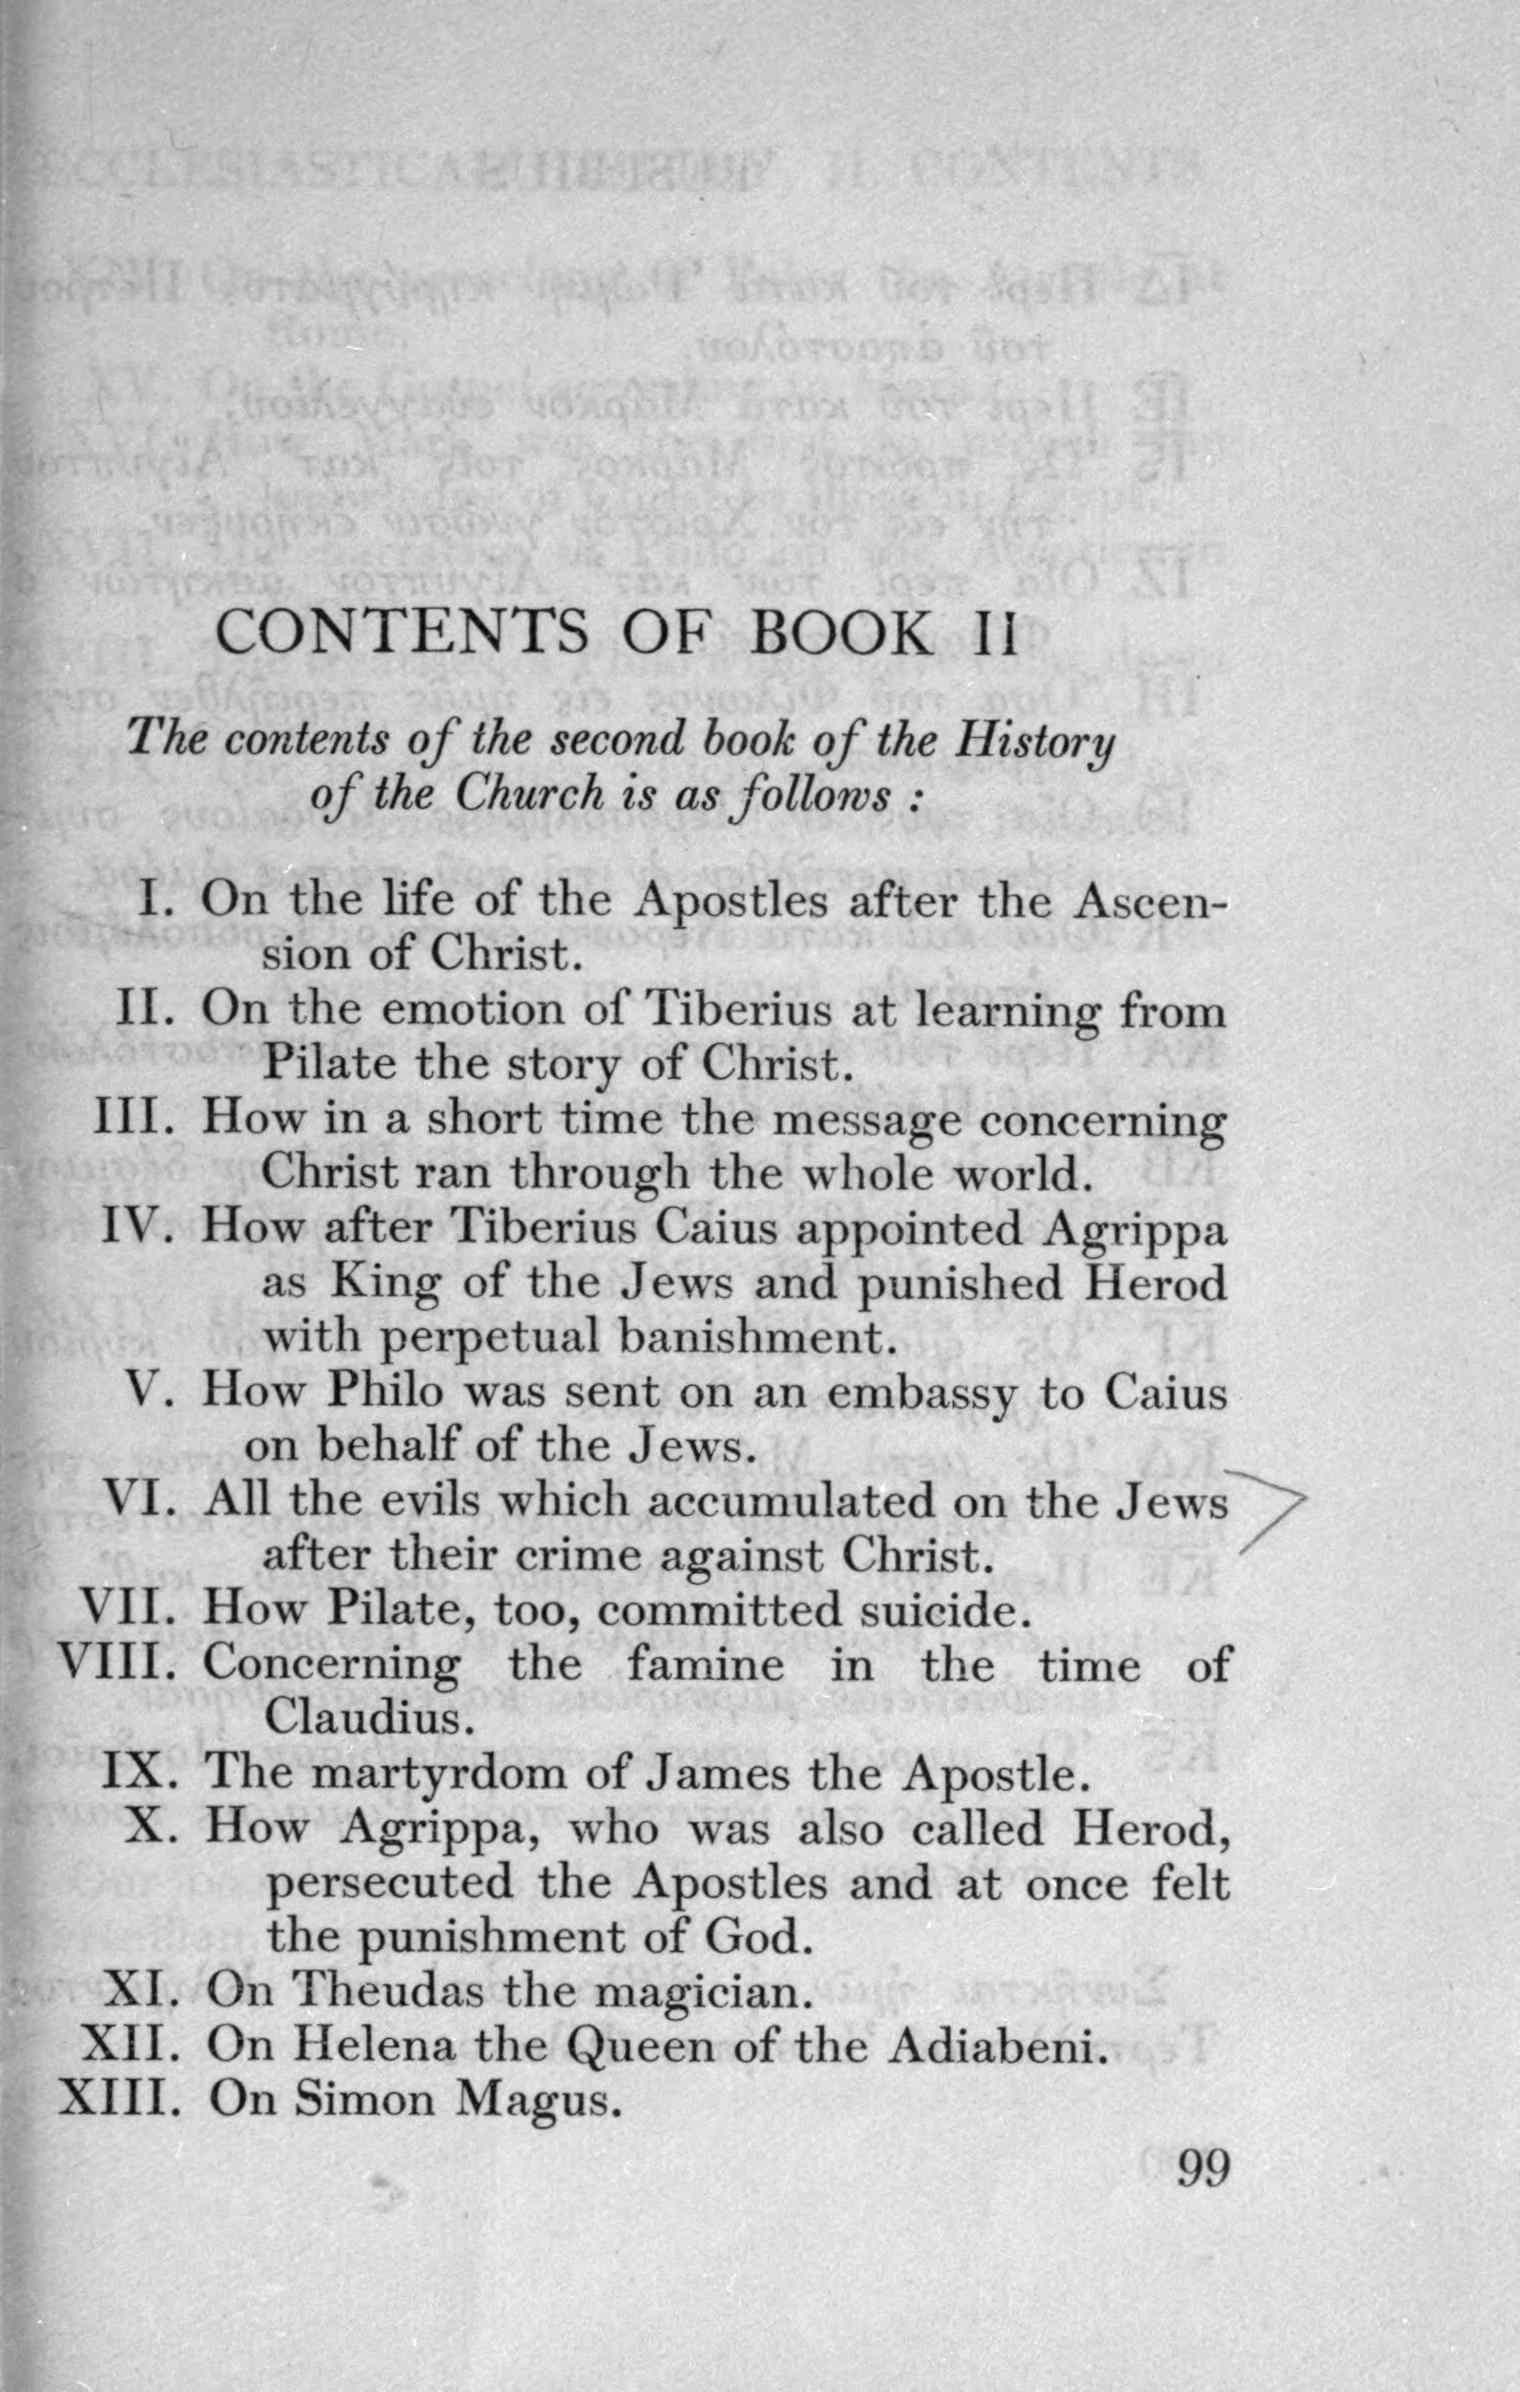 CONTENTS OF BOOK II
The contents of the second book of the History
of the Church is as follows :
I. On the life of the Apostles after the Ascen-
sion of Christ.
II. On the emotion of Tiberius at learning from
Pilate the story of Christ.
III. How in a short time the message concerning
Christ ran through the whole world.
IV. How after Tiberius Caius appointed Agrippa
as King of the Jews and punished Herod
with perpetual banishment.
V. How Philo was sent on an embassy to Caius
on behalf of the Jews.
VI. All the evils which accumulated on the Jews
after their crime against Christ.
VII. How Pilate, too, committed suicide.
VIII. Concerning the famine in the time of
Claudius.
IX. The martyrdom of James the Apostle.
X. How Agrippa, who was also called Herod,
persecuted the Apostles and at once felt
the punishment of God.
XI. On Theudas the magician.
XII. On Helena the Queen of the Adiabeni.
XIII. On Simon Magus.
99